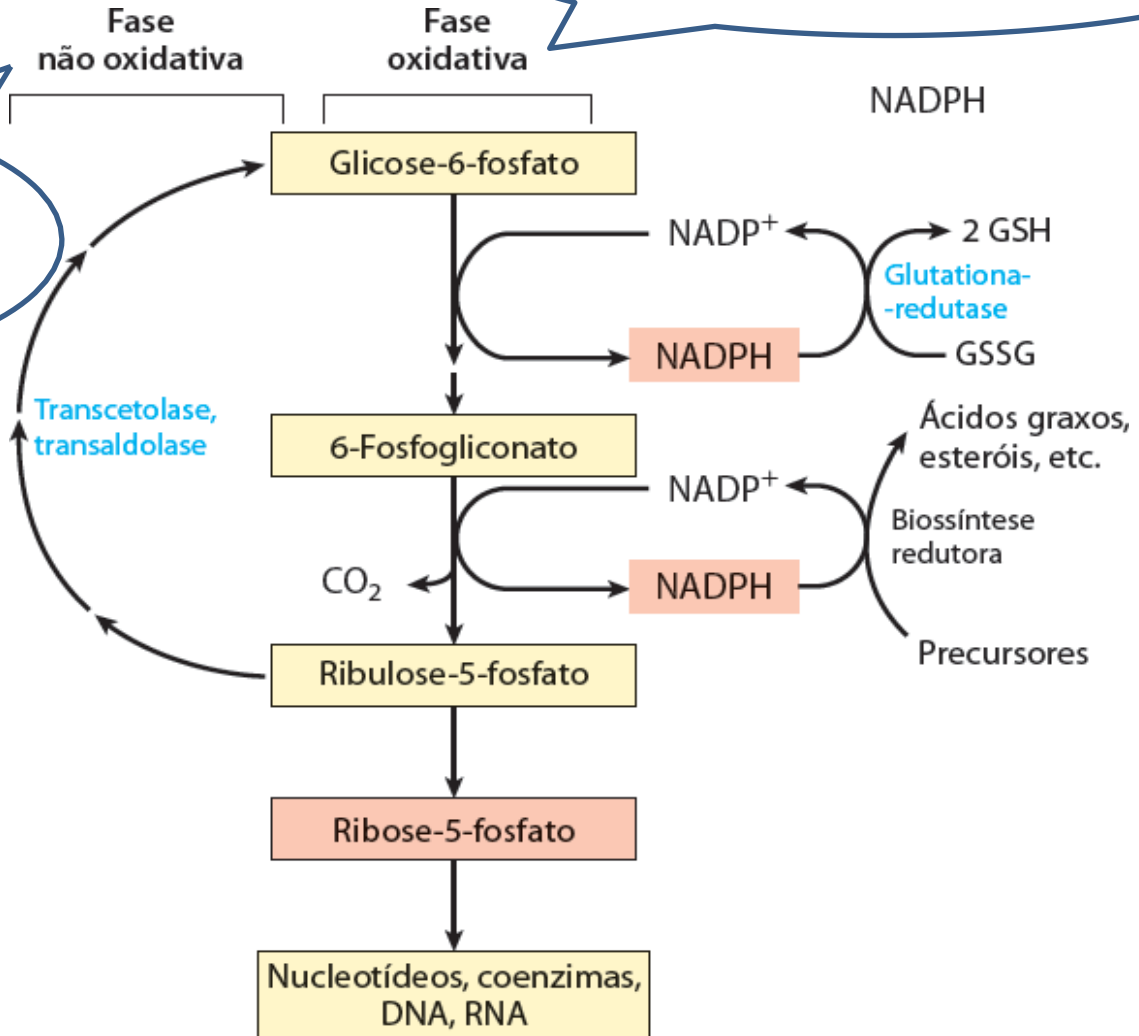 Fase
não oxidativa
Fase
oxidativa
NADPH
Glicose-6-fosfato
NADP⁺
2 GSH
Glutationa-
-redutase
NADPH
GSSG
Transcetolase,
transaldolase
6-Fosfogliconato
Ácidos graxos,
esteróis, etc.
NADP⁺
Biossíntese
redutora
CO₂
NADPH
Precursores
Ribulose-5-fosfato
Ribose-5-fosfato
Nucleotídeos, coenzimas,
DNA, RNA